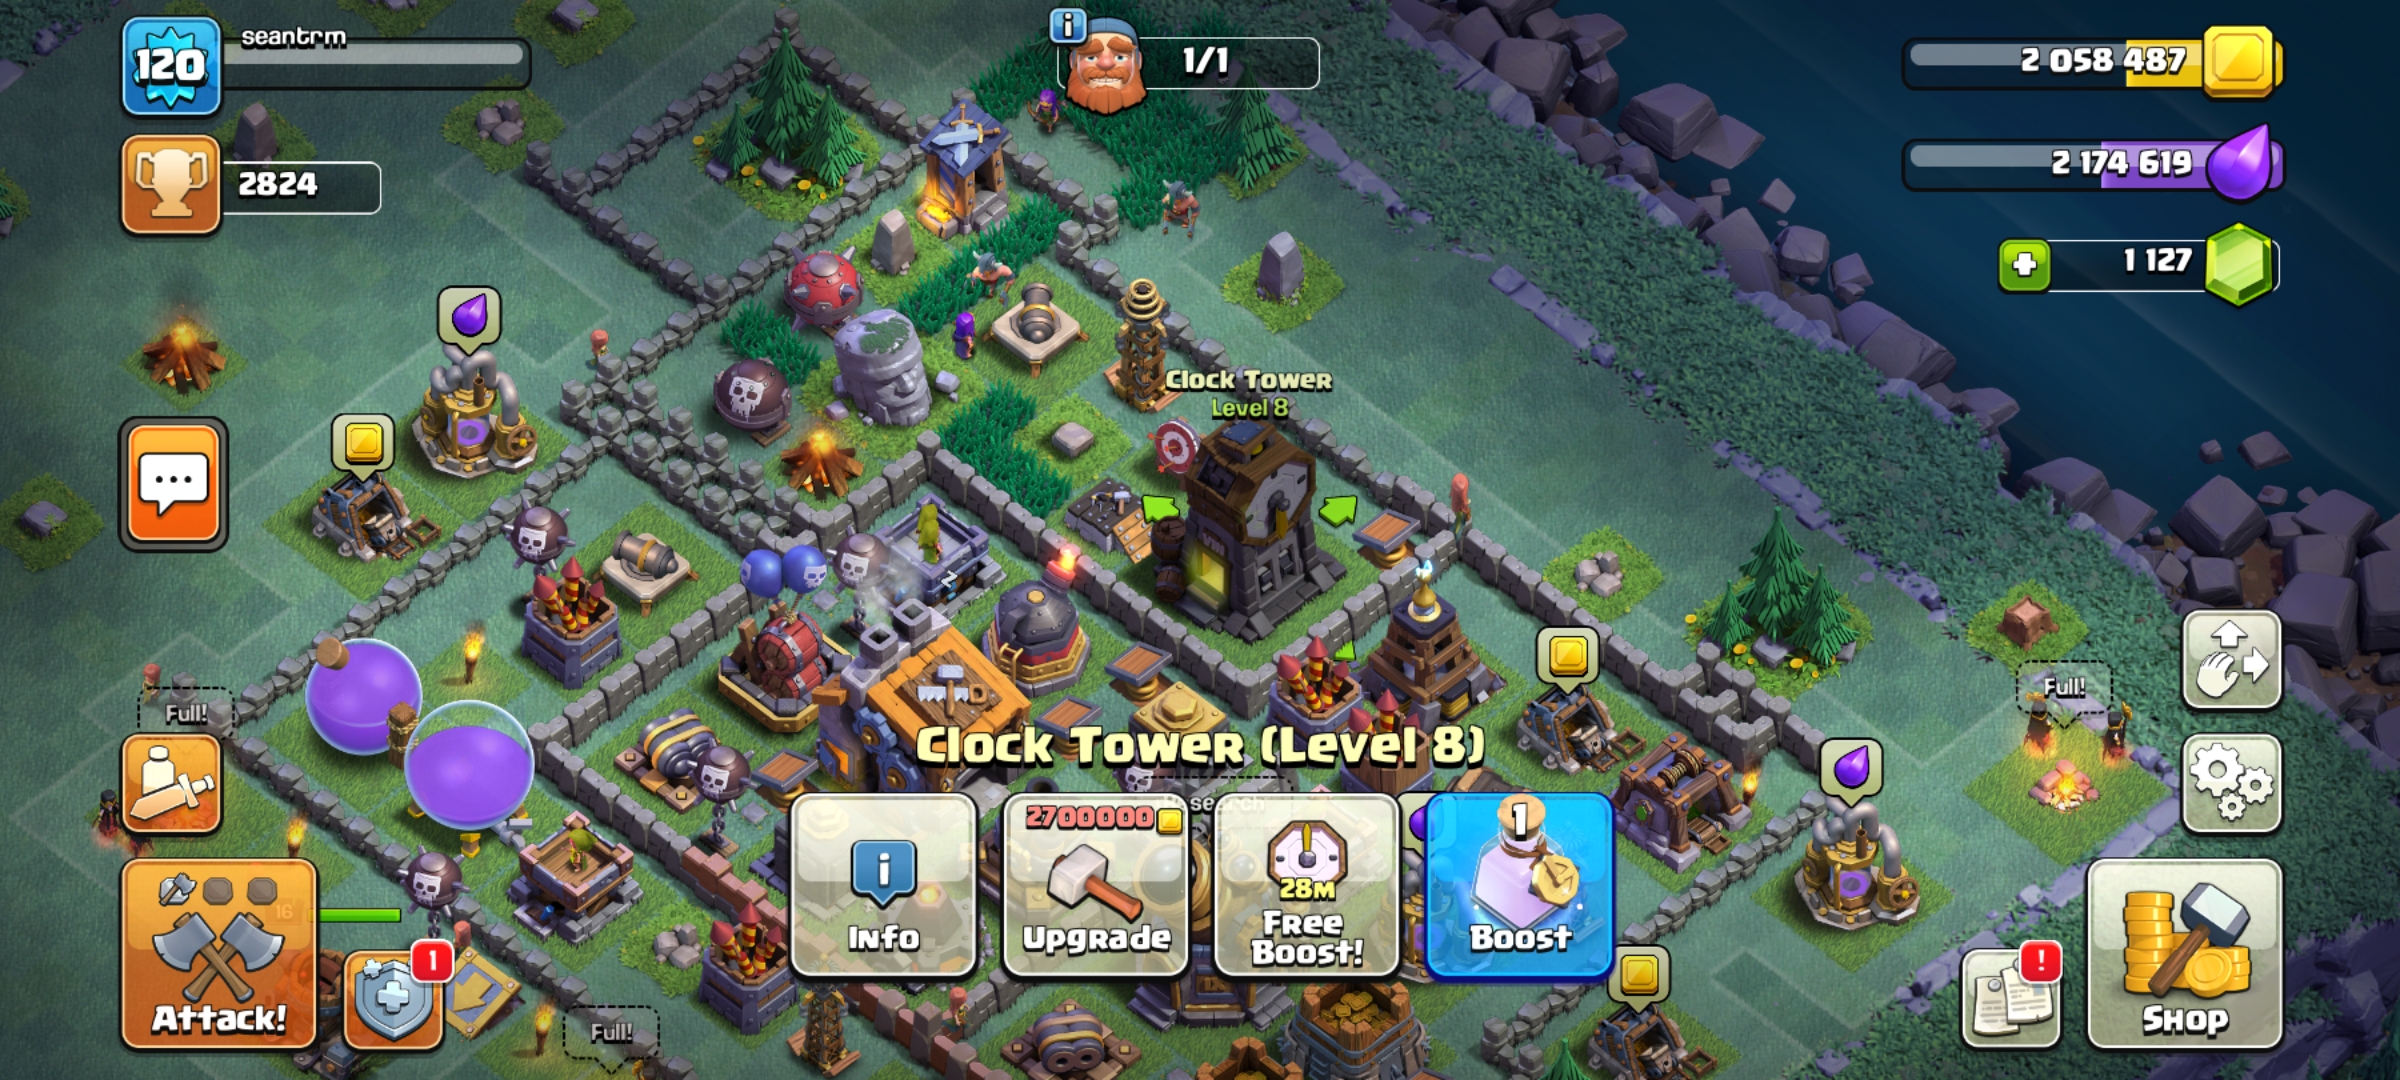 120
seantrm
1/1
2 058 487
2824
2 174 619
1 127
Clock Tower
Level 8
Full!
Full!
Clock Tower (Level 8)
2700000
1
28M
Info
Upgrade
Free
Boost!
Boost
16
1
Attack!
Full!
!
Shop